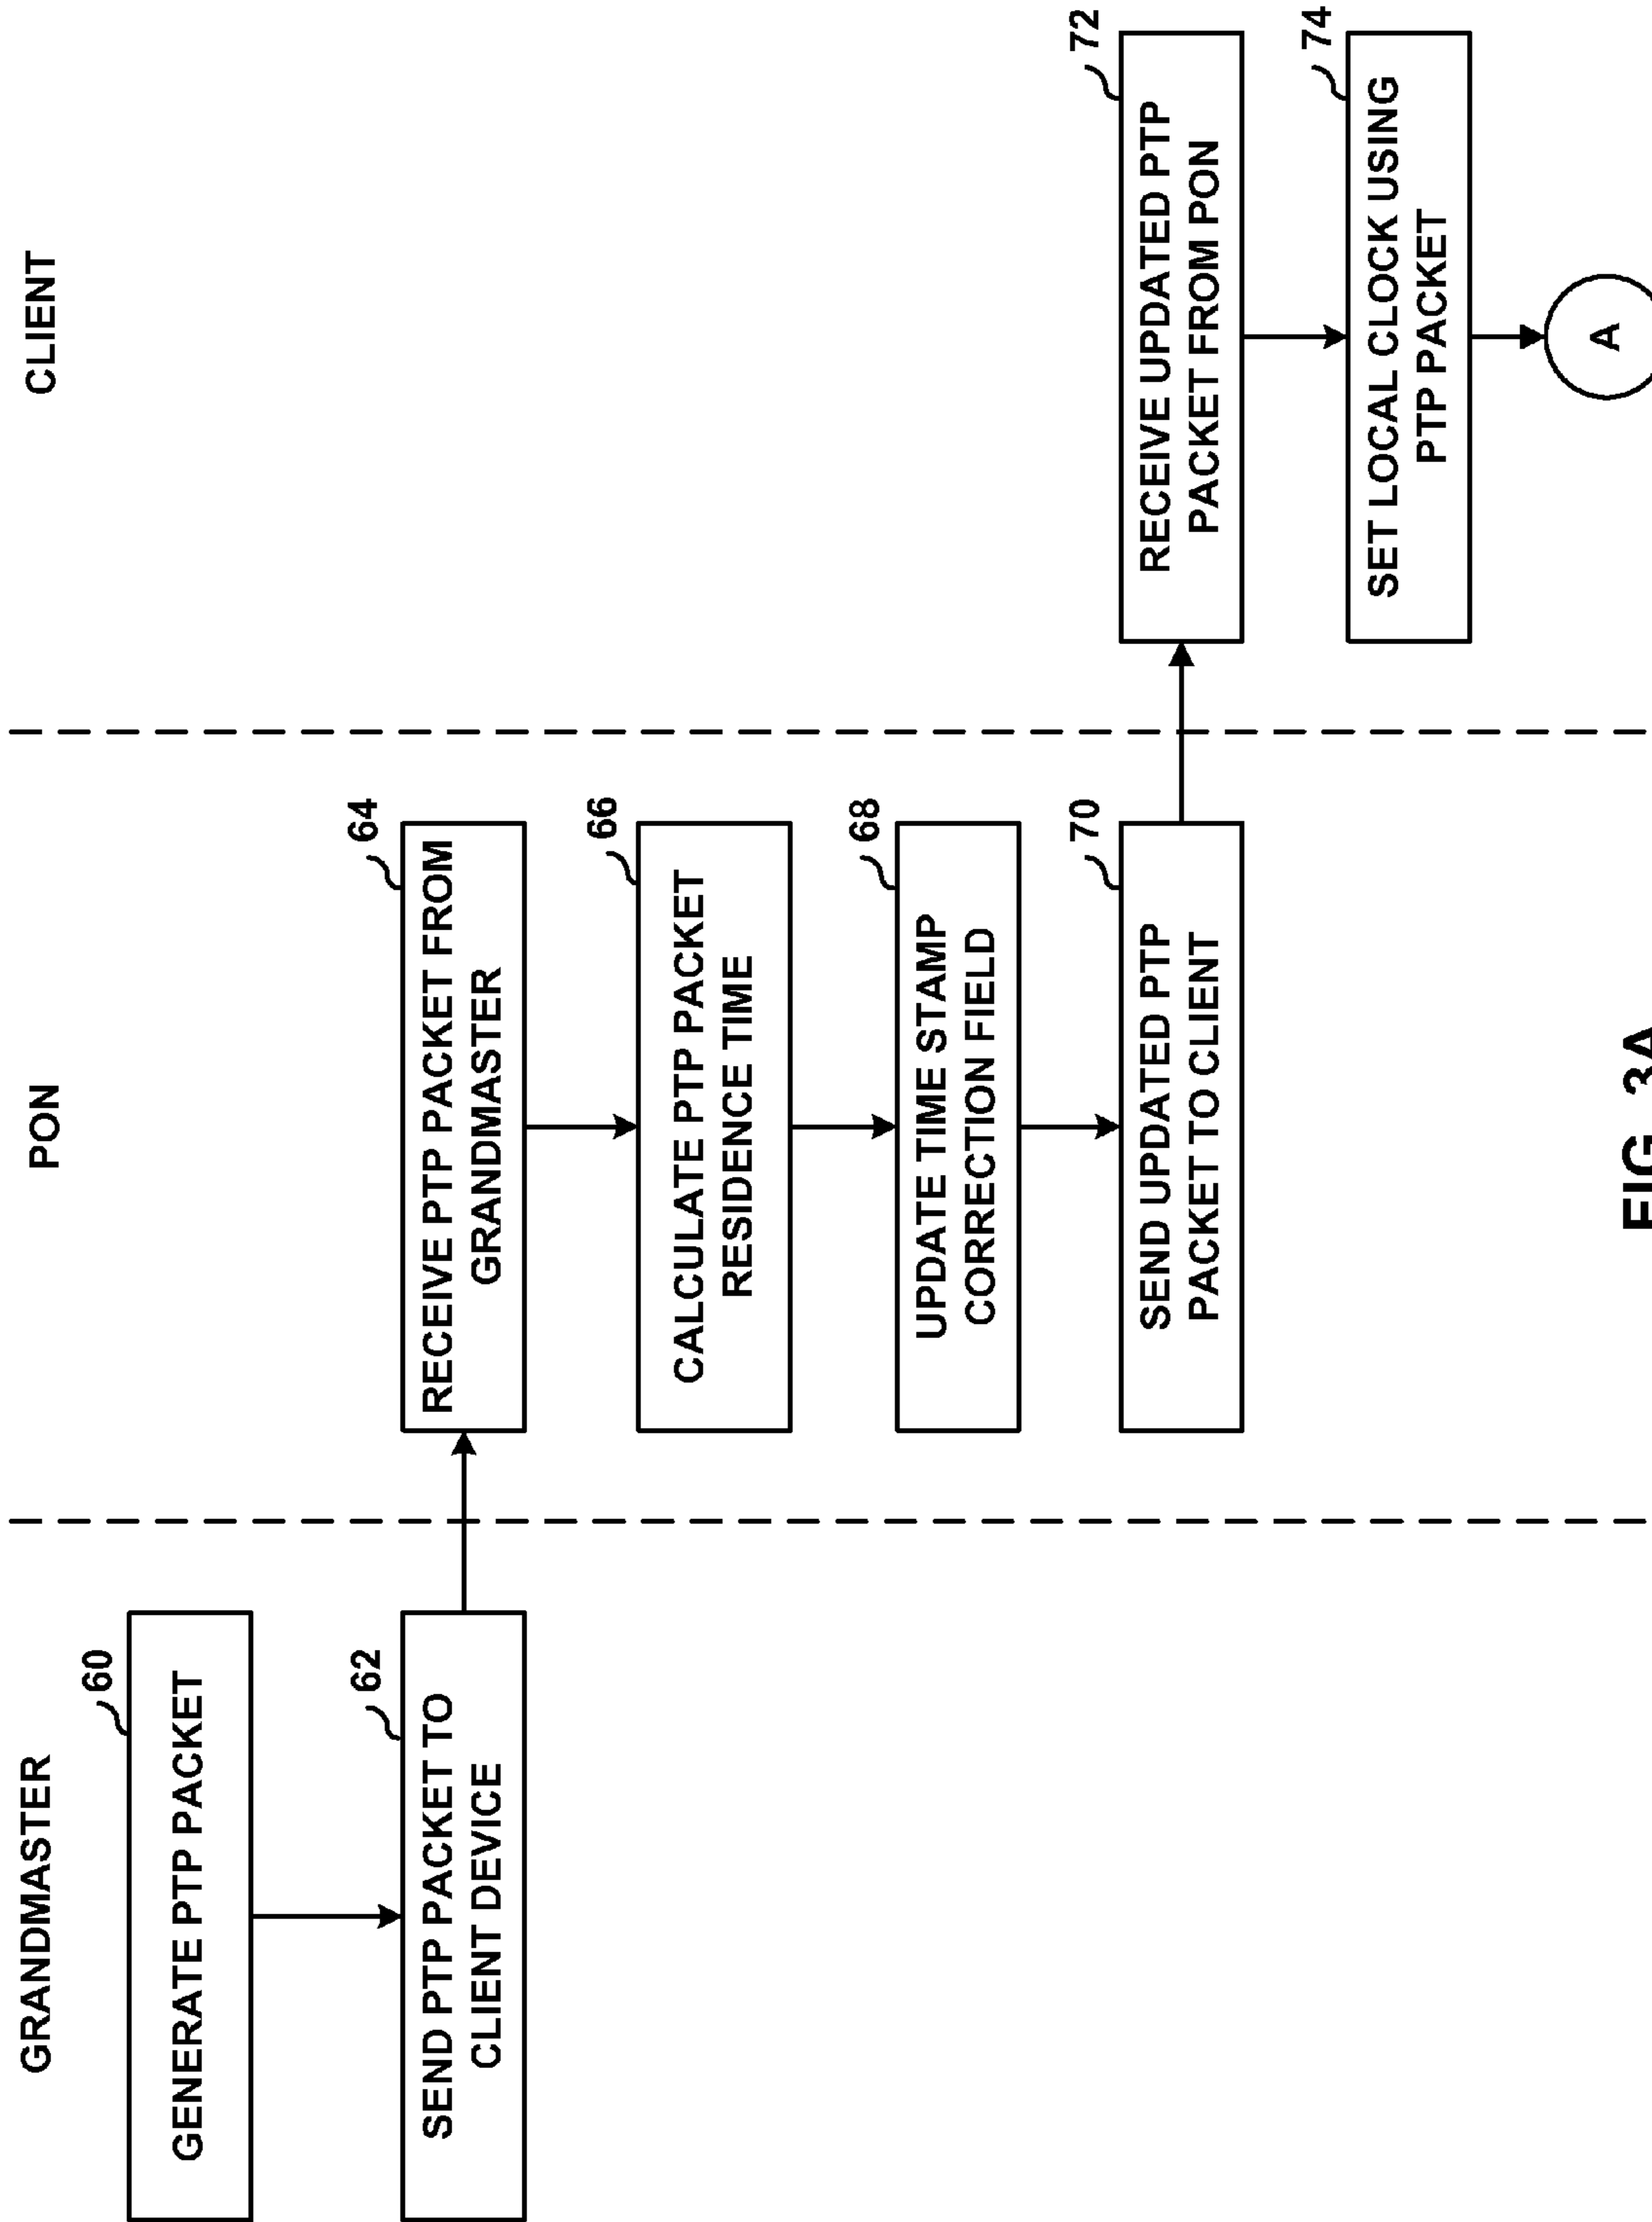 GRANDMASTER
PON
CLIENT
60
GENERATE PTP PACKET
62
SEND PTP PACKET TO
CLIENT DEVICE
64
RECEIVE PTP PACKET FROM
GRANDMASTER
66
CALCULATE PTP PACKET
RESIDENCE TIME
68
UPDATE TIME STAMP
CORRECTION FIELD
70
SEND UPDATED PTP
PACKET TO CLIENT
72
RECEIVE UPDATED PTP
PACKET FROM PON
74
SET LOCAL CLOCK USING
PTP PACKET
A
FIG. 3A